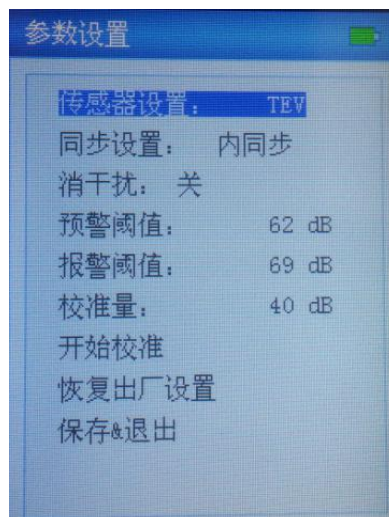 参数设置
传感器设置： TEV
同步设置： 内同步
消干扰： 关
预警阈值： 62 dB
报警阈值： 69 dB
校准量： 40 dB
开始校准
恢复出厂设置
保存&退出